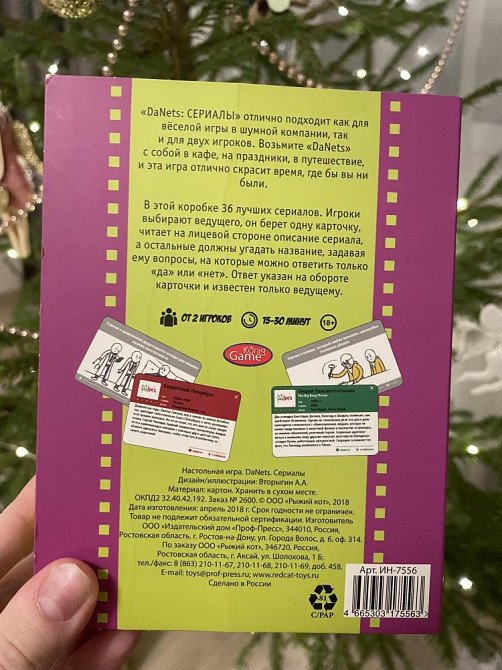 «DaNets: СЕРИАЛЫ» отлично подходит как для
весёлой игры в шумной компании, так
и для двух игроков. Возьмите «DaNets»
с собой в кафе, на праздники, в путешествие,
и эта игра отлично скрасит время, где бы вы ни
были.
В этой коробке 36 лучших сериалов. Игроки
выбирают ведущего, он берет одну карточку,
читает на лицевой стороне описание сериала,
а остальные должны угадать название, задавая
ему вопросы, на которые можно ответить только
«да» или «нет». Ответ указан на обороте
карточки и известен только ведущему.
ОТ 2 ИГРОКОВ 15-30 МИНУТ 18+
König
Game
Бандитский Петербург
Теория большого взрыва
The Big Bang Theory
Настольная игра. DaNets. Сериалы
Дизайн/иллюстрации: Вторыгин А.А.
Материал: картон. Хранить в сухом месте.
ОКПД2 32.40.42.192. Заказ № 2600. © ООО «Рыжий кот», 2018
Дата изготовления: апрель 2018 г. Срок годности не ограничен.
Товар не подлежит обязательной сертификации. Изготовитель
ООО «Издательский дом «Проф-Пресс», 344010, Россия,
Ростовская область, г. Ростов-на-Дону, ул. Города Волос, д. 6, оф. 314.
По заказу ООО «Рыжий кот», 346720, Россия,
Ростовская область, г. Аксай, ул. Шолохова, 1 Б;
тел./факс: 8 (863) 210-11-67, 210-11-68, 210-11-69, доб. 458.
E-mail: toys@prof-press.ru, www.redcat-toys.ru
Сделано в России
81
C/PAP
Арт. ИН-7556
4 665303 175563